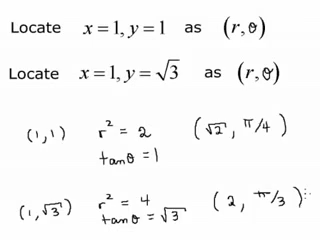 Locate x = 1, y = 1 as (r, θ)
Locate x = 1, y = √3 as (r, θ)
(1, 1) r² = 2 (√2, π/4)
tan θ = 1
(1, √3) r² = 4 (2, π/3)
tan θ = √3